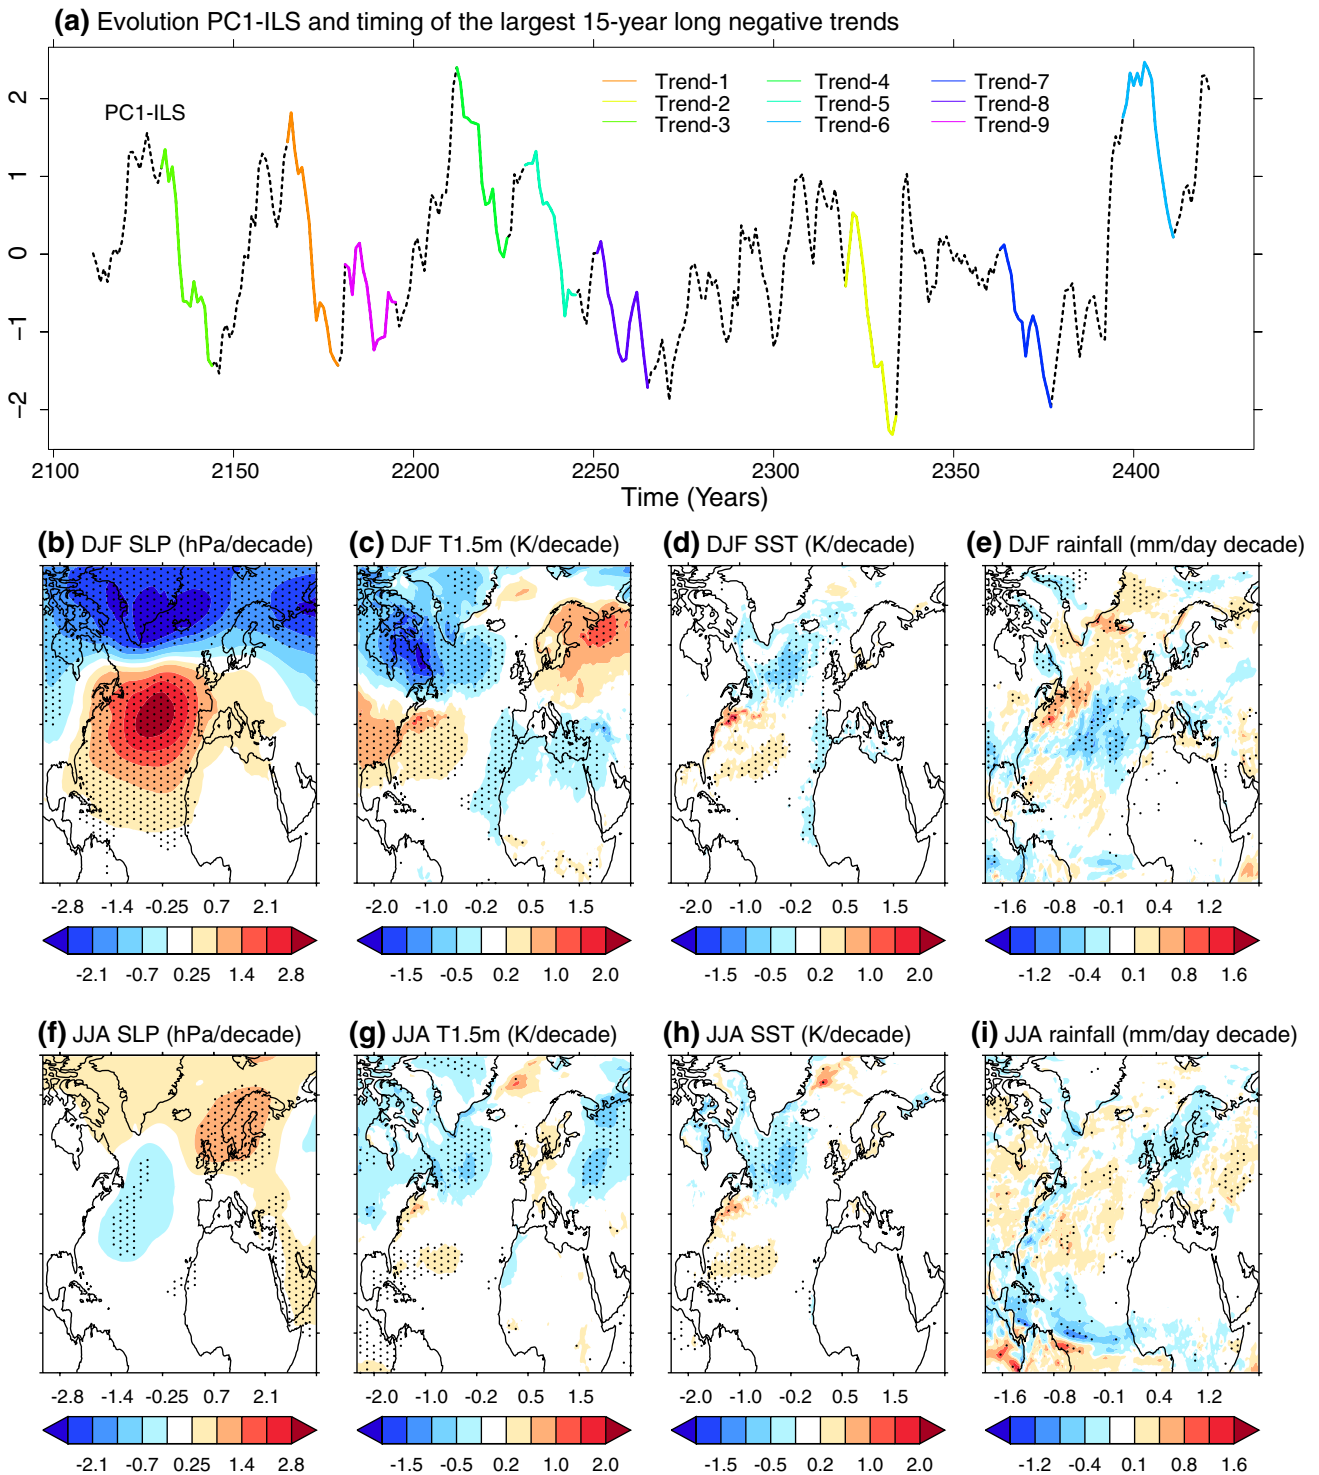 (a) Evolution PC1-ILS and timing of the largest 15-year long negative trends
PC1-ILS
Trend-1 Trend-4 Trend-7
Trend-2 Trend-5 Trend-8
Trend-3 Trend-6 Trend-9
2
1
0
−1
−2
2100 2150 2200 2250 2300 2350 2400
Time (Years)
(b) DJF SLP (hPa/decade) (c) DJF T1.5m (K/decade) (d) DJF SST (K/decade) (e) DJF rainfall (mm/day decade)
-2.8 -1.4 -0.25 0.7 2.1 -2.0 -1.0 -0.2 0.5 1.5 -2.0 -1.0 -0.2 0.5 1.5 -1.6 -0.8 -0.1 0.4 1.2
-2.1 -0.7 0.25 1.4 2.8 -1.5 -0.5 0.2 1.0 2.0 -1.5 -0.5 0.2 1.0 2.0 -1.2 -0.4 0.1 0.8 1.6
(f) JJA SLP (hPa/decade) (g) JJA T1.5m (K/decade) (h) JJA SST (K/decade) (i) JJA rainfall (mm/day decade)
-2.8 -1.4 -0.25 0.7 2.1 -2.0 -1.0 -0.2 0.5 1.5 -2.0 -1.0 -0.2 0.5 1.5 -1.6 -0.8 -0.1 0.4 1.2
-2.1 -0.7 0.25 1.4 2.8 -1.5 -0.5 0.2 1.0 2.0 -1.5 -0.5 0.2 1.0 2.0 -1.2 -0.4 0.1 0.8 1.6